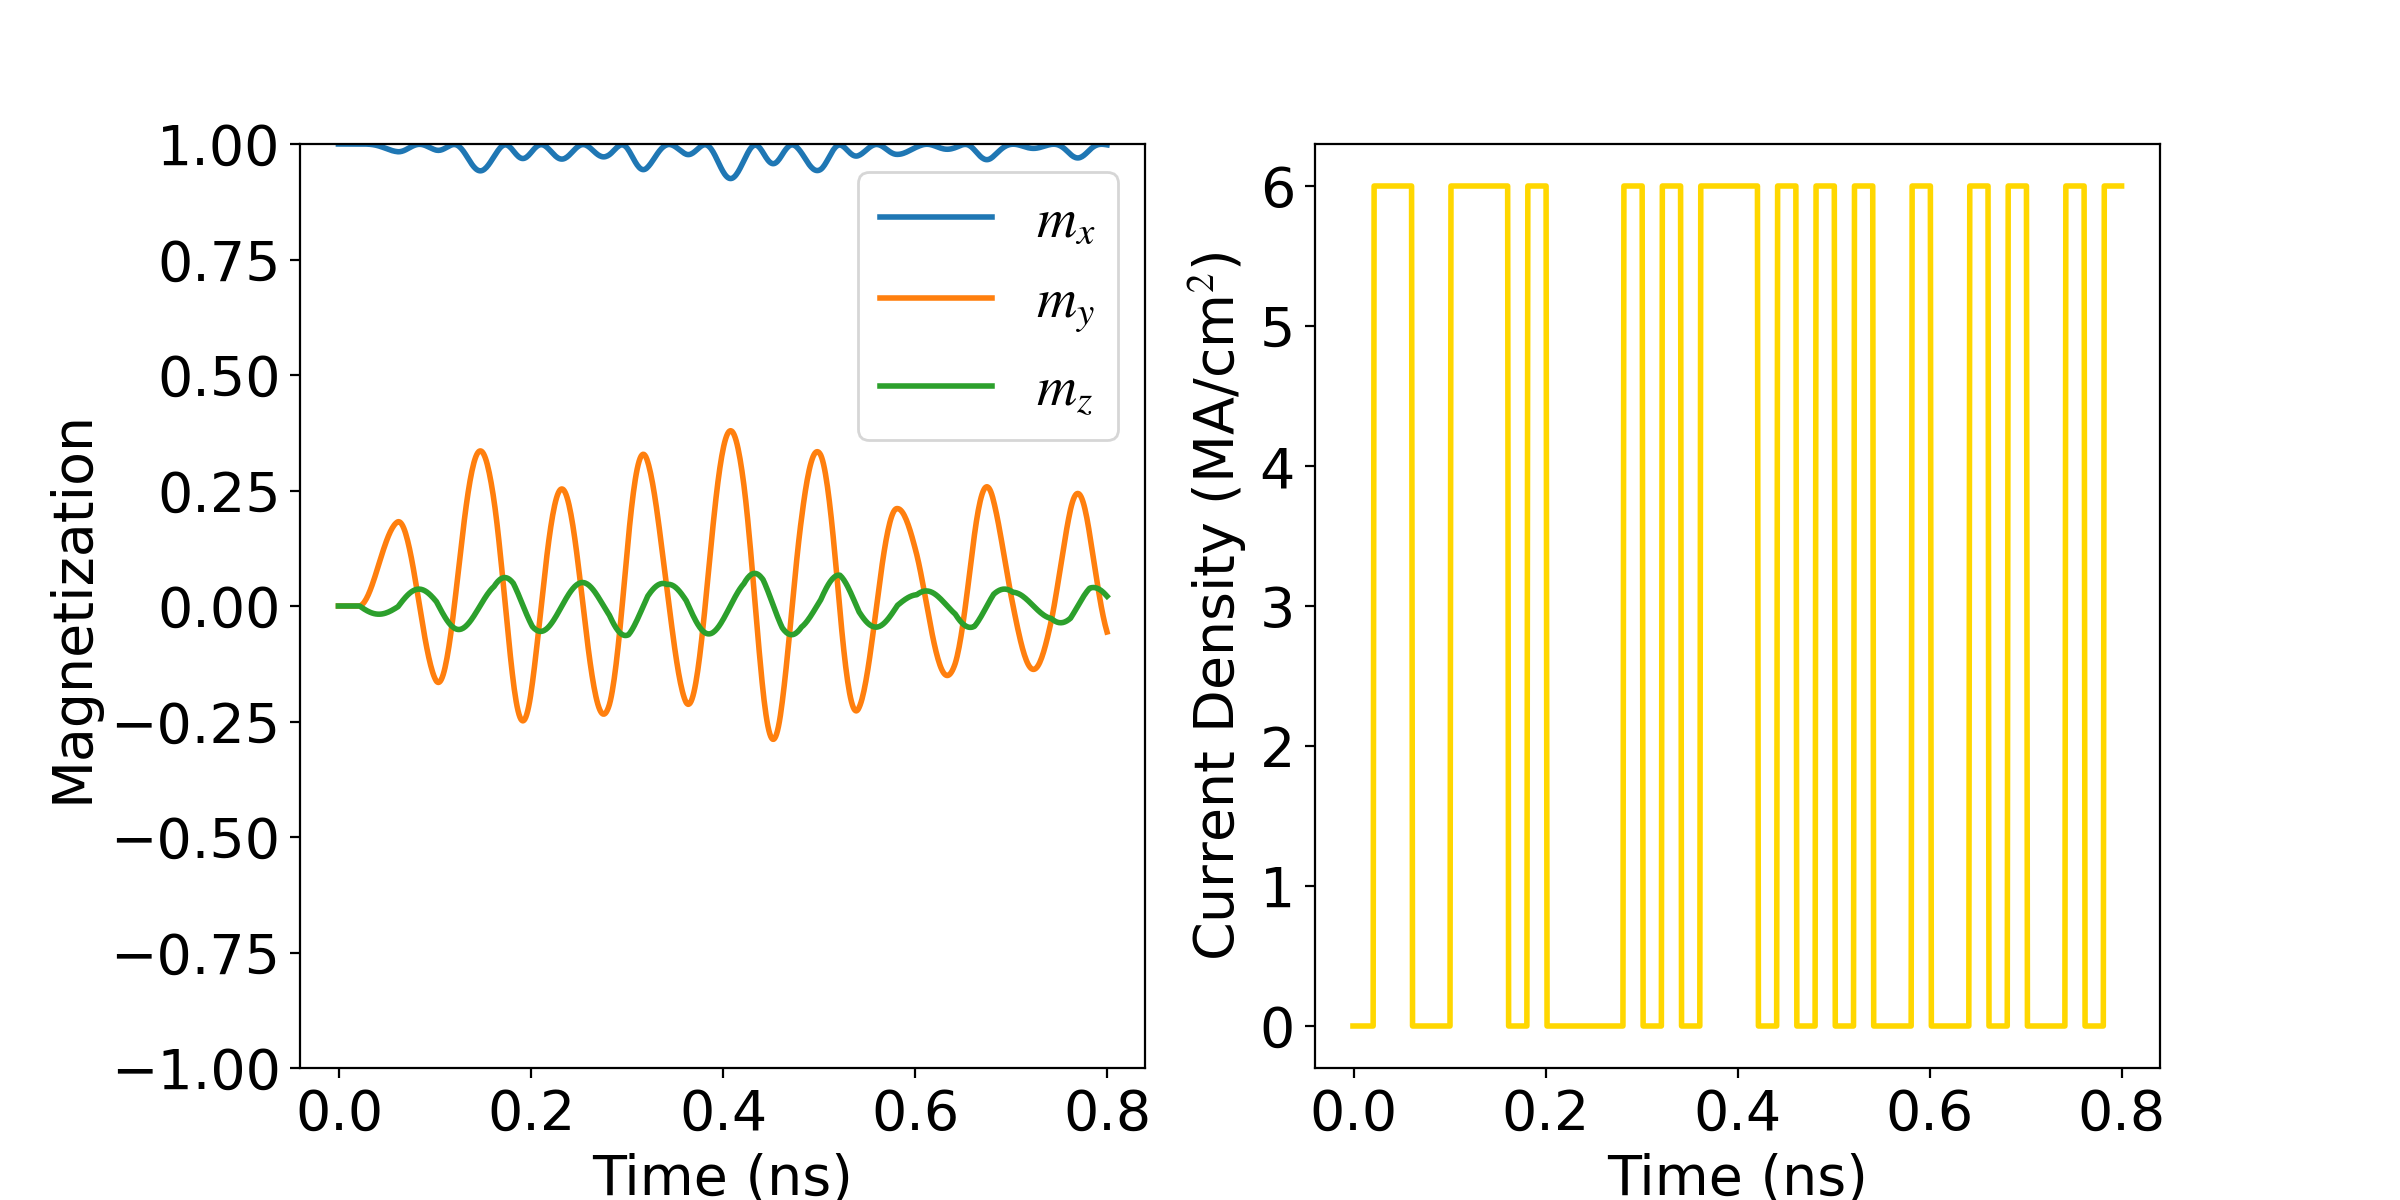 1.00
0.75
0.50
0.25
0.00
−0.25
−0.50
−0.75
−1.00
Magnetization
0.0 0.2 0.4 0.6 0.8
Time (ns)
m_x
m_y
m_z
6
5
4
3
2
1
0
Current Density (MA/cm²)
0.0 0.2 0.4 0.6 0.8
Time (ns)